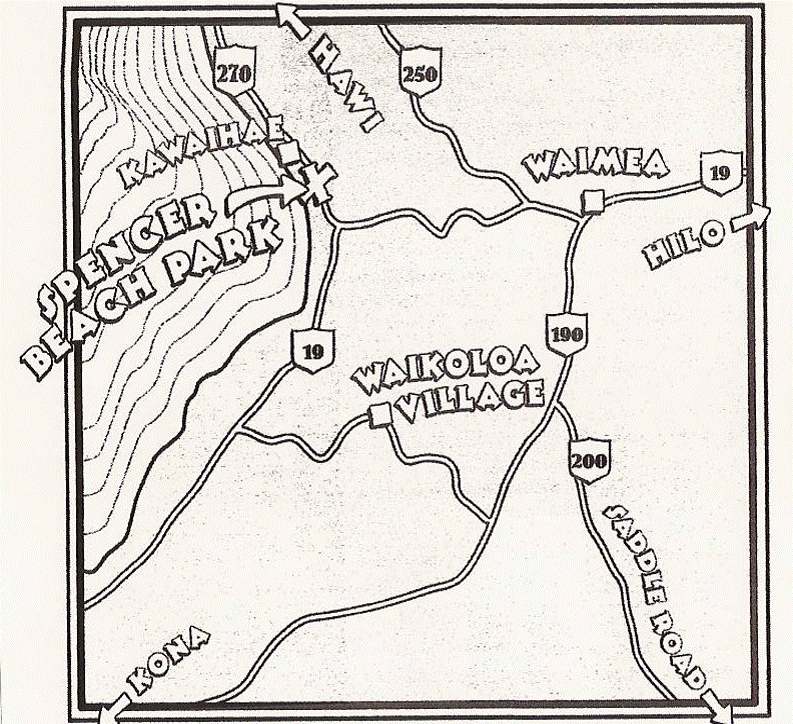 HAWI
270
250
KAWAIHAE
WAIMEA
19
SPENCER
BEACH PARK
HILO
19
190
WAIKOLOA
VILLAGE
200
SADDLE ROAD
KONA